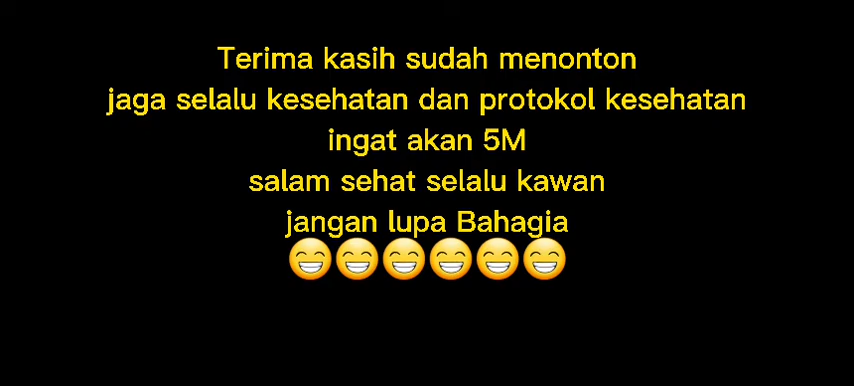 Terima kasih sudah menonton
jaga selalu kesehatan dan protokol kesehatan
ingat akan 5M
salam sehat selalu kawan
jangan lupa Bahagia
😁😁😁😁😁😁